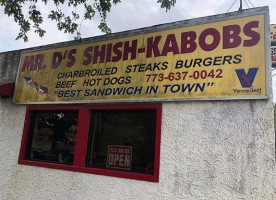 MR. D'S SHISH-KABOBS
CHARBROILED STEAKS BURGERS
BEEF HOT DOGS 773-637-0042
"BEST SANDWICH IN TOWN"
V
Vienna Beef
OPEN